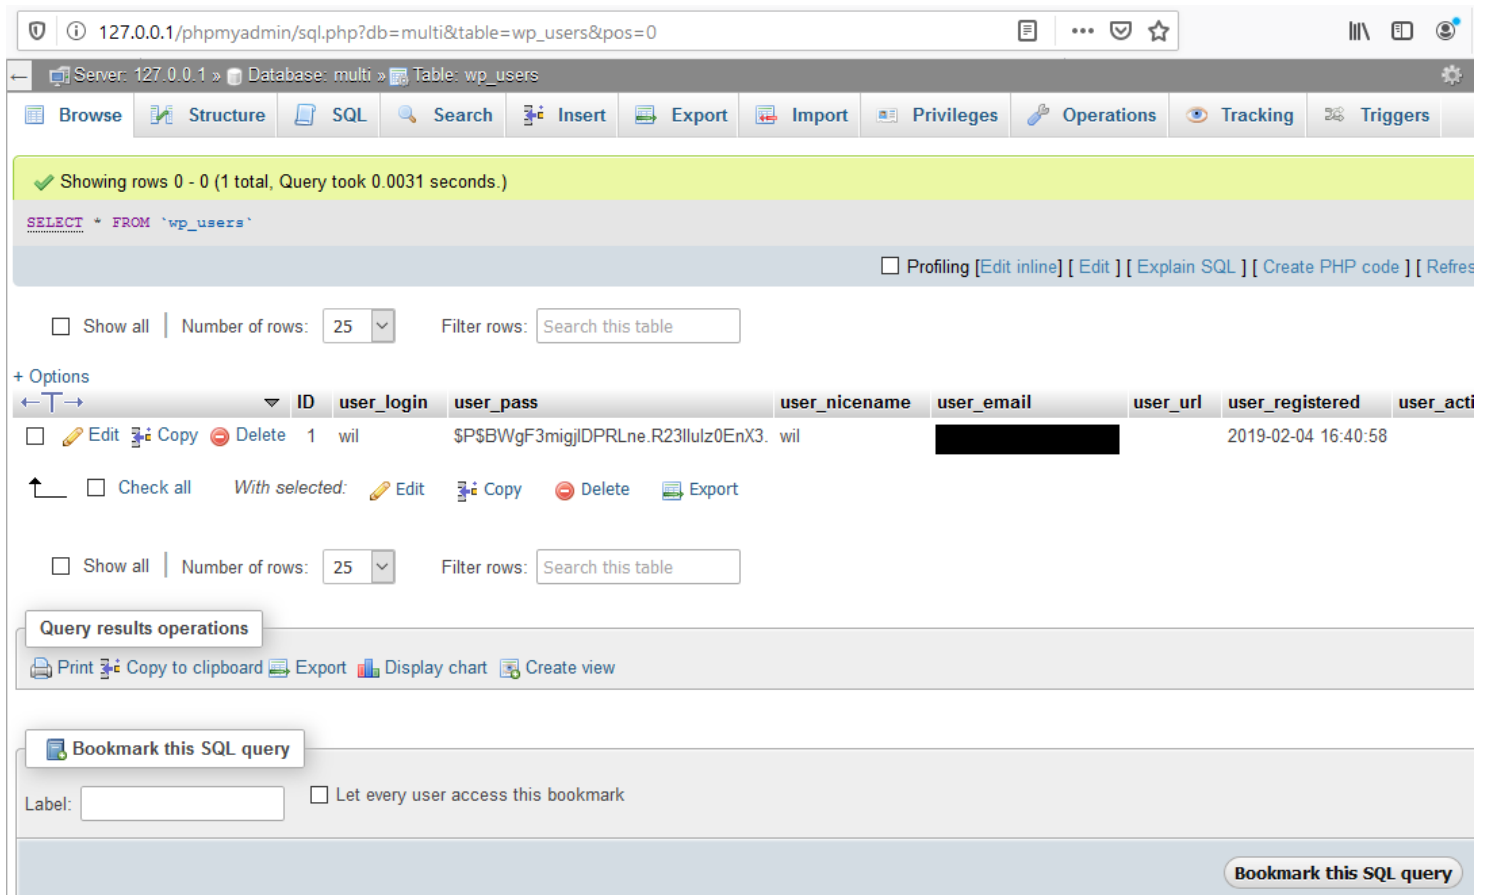 127.0.0.1/phpmyadmin/sql.php?db=multi&table=wp_users&pos=0
← Server: 127.0.0.1 » Database: multi » Table: wp_users
Browse Structure SQL Search Insert Export Import Privileges Operations Tracking Triggers
Showing rows 0 - 0 (1 total, Query took 0.0031 seconds.)
SELECT * FROM `wp_users`
Profiling [Edit inline] [ Edit ] [ Explain SQL ] [ Create PHP code ] [ Refres
Show all | Number of rows: 25 Filter rows: Search this table
+ Options
←T→ ID user_login user_pass user_nicename user_email user_url user_registered user_acti
Edit Copy Delete 1 wil $P$BWgF3migjlDPRLne.R23Ilulz0EnX3. wil 2019-02-04 16:40:58
Check all With selected: Edit Copy Delete Export
Show all | Number of rows: 25 Filter rows: Search this table
Query results operations
Print Copy to clipboard Export Display chart Create view
Bookmark this SQL query
Label: Let every user access this bookmark
Bookmark this SQL query